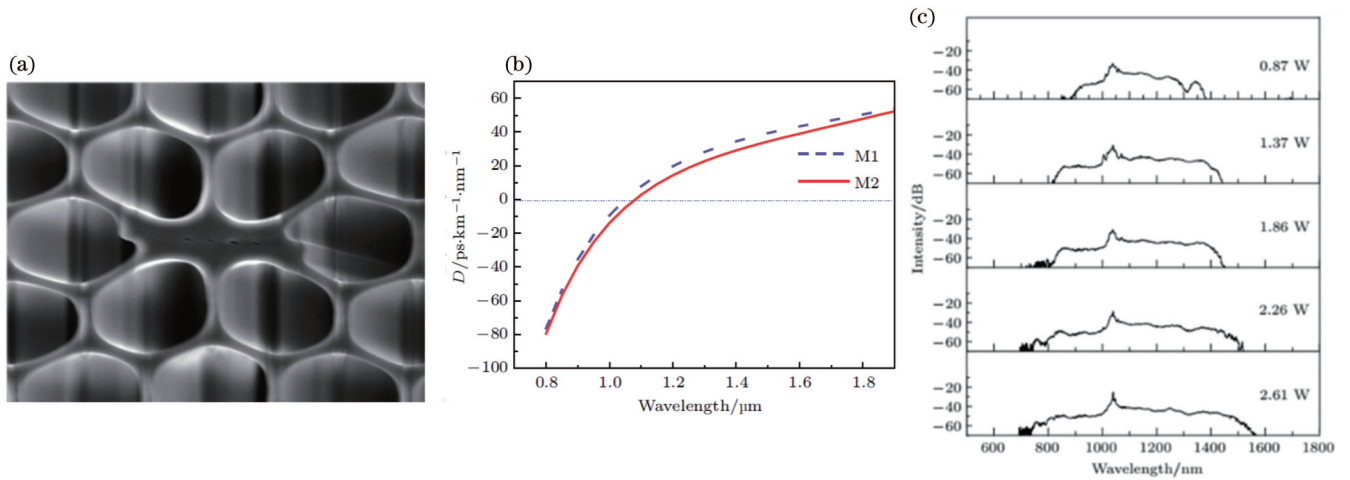 (a)
(b)
D/ps·km⁻¹·nm⁻¹
60
40
20
0
−20
−40
−60
−80
−100
M1
M2
0.8
1.0
1.2
1.4
1.6
1.8
Wavelength/μm
(c)
Intensity/dB
−20
−40
−60
0.87 W
−20
−40
−60
1.37 W
−20
−40
−60
1.86 W
−20
−40
−60
2.26 W
−20
−40
−60
2.61 W
600
800
1000
1200
1400
1600
1800
Wavelength/nm